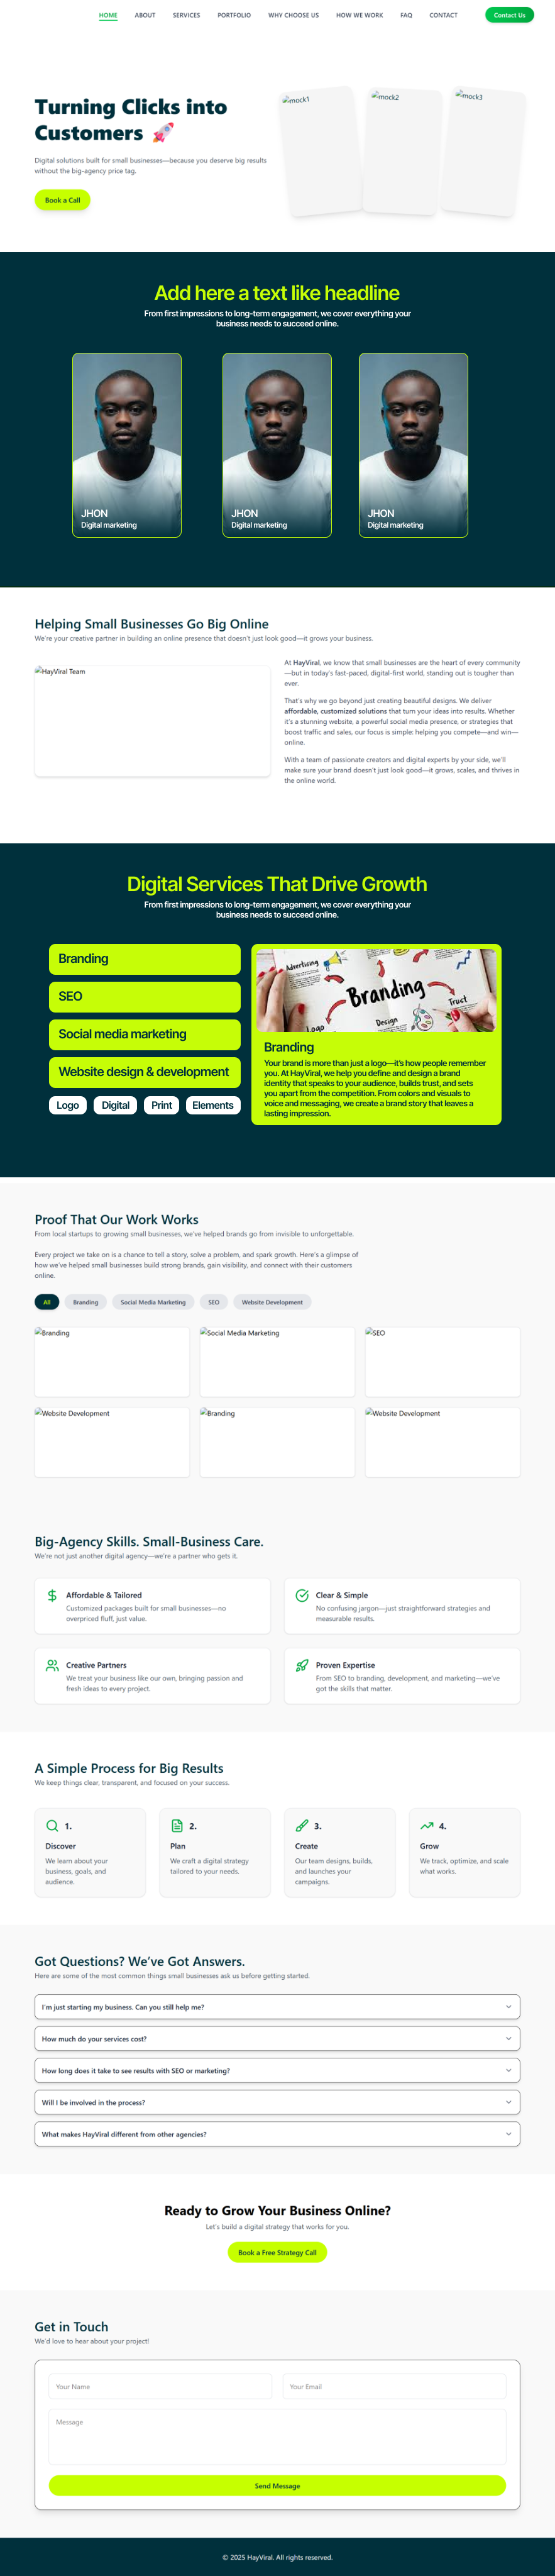 HOME ABOUT SERVICES PORTFOLIO WHY CHOOSE US HOW WE WORK FAQ CONTACT Contact Us
Turning Clicks into
Customers 🚀
Digital solutions built for small businesses—because you deserve big results
without the big-agency price tag.
Book a Call
mock1
mock2
mock3
Add here a text like headline
From first impressions to long-term engagement, we cover everything your
business needs to succeed online.
JHON
Digital marketing
JHON
Digital marketing
JHON
Digital marketing
Helping Small Businesses Go Big Online
We're your creative partner in building an online presence that doesn't just look good—it grows your business.
HayViral Team
At HayViral, we know that small businesses are the heart of every community
—but in today's fast-paced, digital-first world, standing out is tougher than
ever.
That's why we go beyond just creating beautiful designs. We deliver
affordable, customized solutions that turn your ideas into results. Whether
it's a stunning website, a powerful social media presence, or strategies that
boost traffic and sales, our focus is simple: helping you compete—and win—
online.
With a team of passionate creators and digital experts by your side, we'll
make sure your brand doesn't just look good—it grows, scales, and thrives in
the online world.
Digital Services That Drive Growth
From first impressions to long-term engagement, we cover everything your
business needs to succeed online.
Branding
SEO
Social media marketing
Website design & development
Logo Digital Print Elements
Advertising
Branding
Trust
Logo
Design
Branding
Your brand is more than just a logo—it's how people remember
you. At HayViral, we help you define and design a brand
identity that speaks to your audience, builds trust, and sets
you apart from the competition. From colors and visuals to
voice and messaging, we create a brand story that leaves a
lasting impression.
Proof That Our Work Works
From local startups to growing small businesses, we've helped brands go from invisible to unforgettable.
Every project we take on is a chance to tell a story, solve a problem, and spark growth. Here's a glimpse of
how we've helped small businesses build strong brands, gain visibility, and connect with their customers
online.
All Branding Social Media Marketing SEO Website Development
Branding Social Media Marketing SEO
Website Development Branding Website Development
Big-Agency Skills. Small-Business Care.
We're not just another digital agency—we're a partner who gets it.
Affordable & Tailored
Customized packages built for small businesses—no
overpriced fluff, just value.
Clear & Simple
No confusing jargon—just straightforward strategies and
measurable results.
Creative Partners
We treat your business like our own, bringing passion and
fresh ideas to every project.
Proven Expertise
From SEO to branding, development, and marketing—we've
got the skills that matter.
A Simple Process for Big Results
We keep things clear, transparent, and focused on your success.
1.
Discover
We learn about your
business, goals, and
audience.
2.
Plan
We craft a digital strategy
tailored to your needs.
3.
Create
Our team designs, builds,
and launches your
campaigns.
4.
Grow
We track, optimize, and scale
what works.
Got Questions? We've Got Answers.
Here are some of the most common things small businesses ask us before getting started.
I'm just starting my business. Can you still help me?
How much do your services cost?
How long does it take to see results with SEO or marketing?
Will I be involved in the process?
What makes HayViral different from other agencies?
Ready to Grow Your Business Online?
Let's build a digital strategy that works for you.
Book a Free Strategy Call
Get in Touch
We'd love to hear about your project!
Your Name
Your Email
Message
Send Message
© 2025 HayViral. All rights reserved.